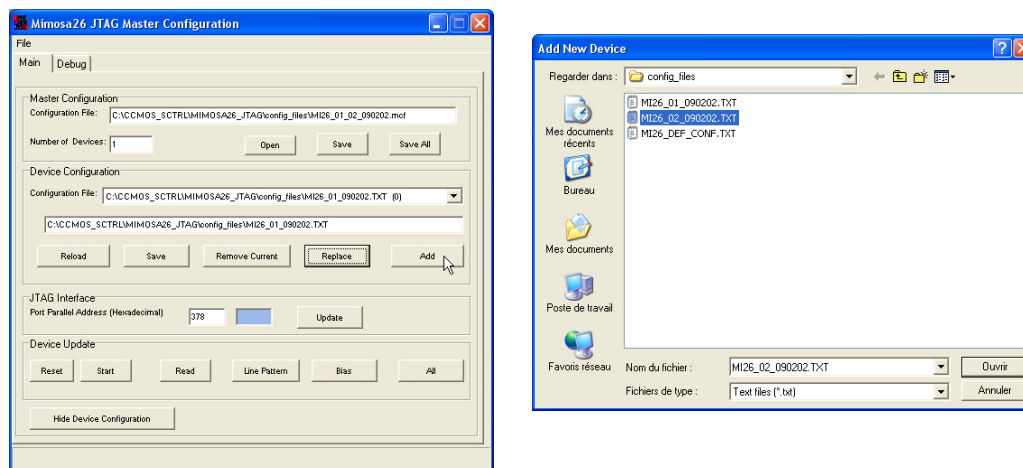 Mimosa26 JTAG Master Configuration
File
Main Debug
Master Configuration
Configuration File: C:\CCMOS_SCTRL\MIMOSA26_JTAG\config_files\MI26_01_02_090202.mcf
Number of Devices: 1 Open Save Save All
Device Configuration
Configuration File: C:\CCMOS_SCTRL\MIMOSA26_JTAG\config_files\MI26_01_090202.TXT (0)
C:\CCMOS_SCTRL\MIMOSA26_JTAG\config_files\MI26_01_090202.TXT
Reload Save Remove Current Replace Add
JTAG Interface
Port Parallel Address (Hexadecimal) 378 Update
Device Update
Reset Start Read Line Pattern Bias All
Hide Device Configuration
Add New Device
Regarder dans : config_files
MI26_01_090202.TXT
MI26_02_090202.TXT
MI26_DEF_CONF.TXT
Mes documents
récents
Bureau
Mes documents
Poste de travail
Favoris réseau
Nom du fichier : MI26_02_090202.TXT Ouvrir
Fichiers de type : Text files (*.txt) Annuler